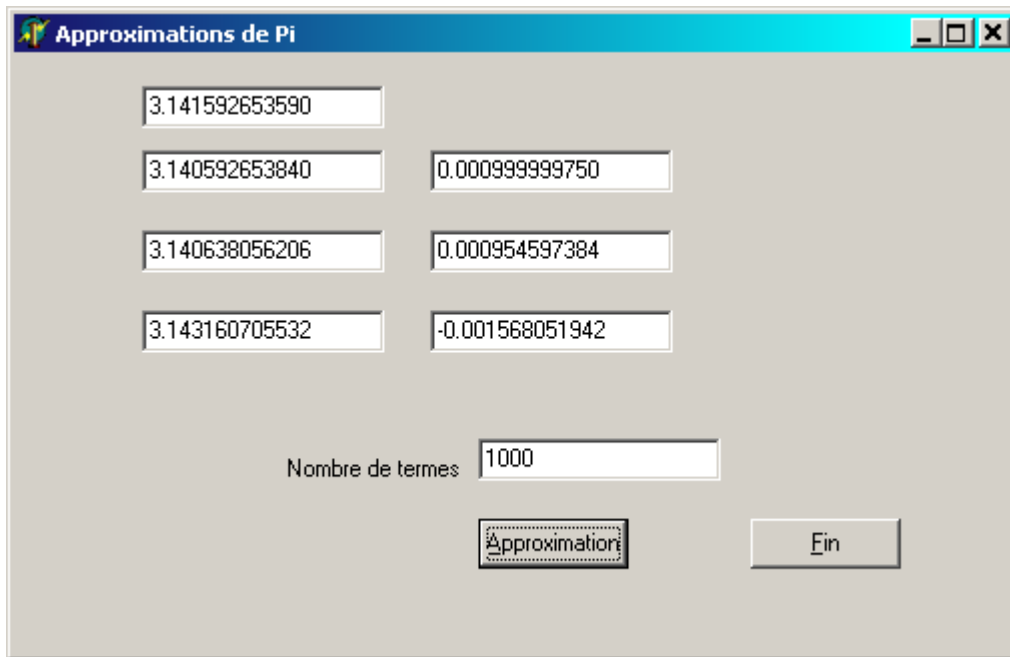 Approximations de Pi
3.141592653590
3.140592653840 0.000999999750
3.140638056206 0.000954597384
3.143160705532 -0.001568051942
Nombre de termes 1000
Approximation Fin